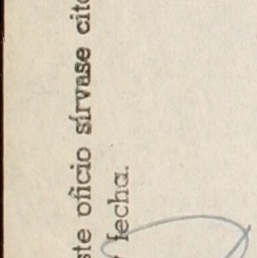 ste oficio sírvase cit
fecha.